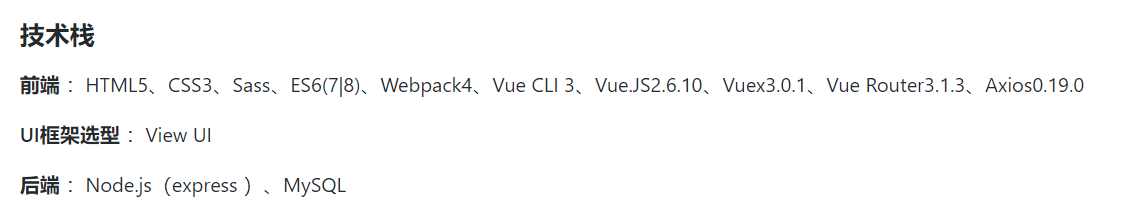 技术栈
前端： HTML5、CSS3、Sass、ES6(7|8)、Webpack4、Vue CLI 3、Vue.JS2.6.10、Vuex3.0.1、Vue Router3.1.3、Axios0.19.0
UI框架选型： View UI
后端： Node.js（express ）、MySQL